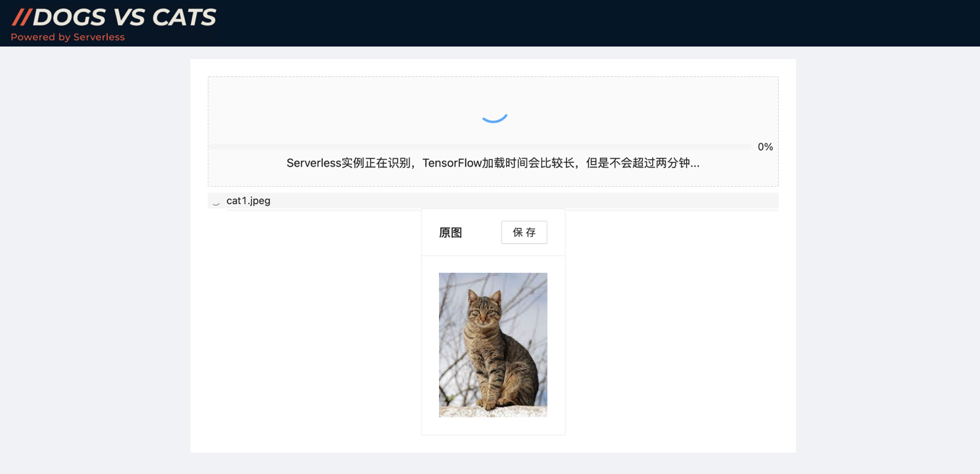 //DOGS VS CATS
Powered by Serverless
0%
Serverless实例正在识别，TensorFlow加载时间会比较长，但是不会超过两分钟...
cat1.jpeg
原图 保 存